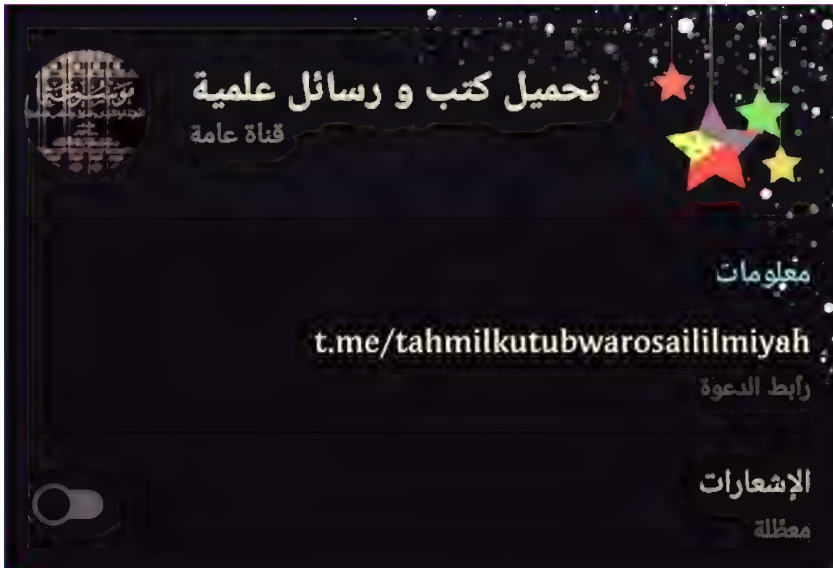 تحميل كتب و رسائل علمية
قناة عامة
معلومات
t.me/tahmilkutubwarosaililmiyah
رابط الدعوة
الإشعارات
معطلة